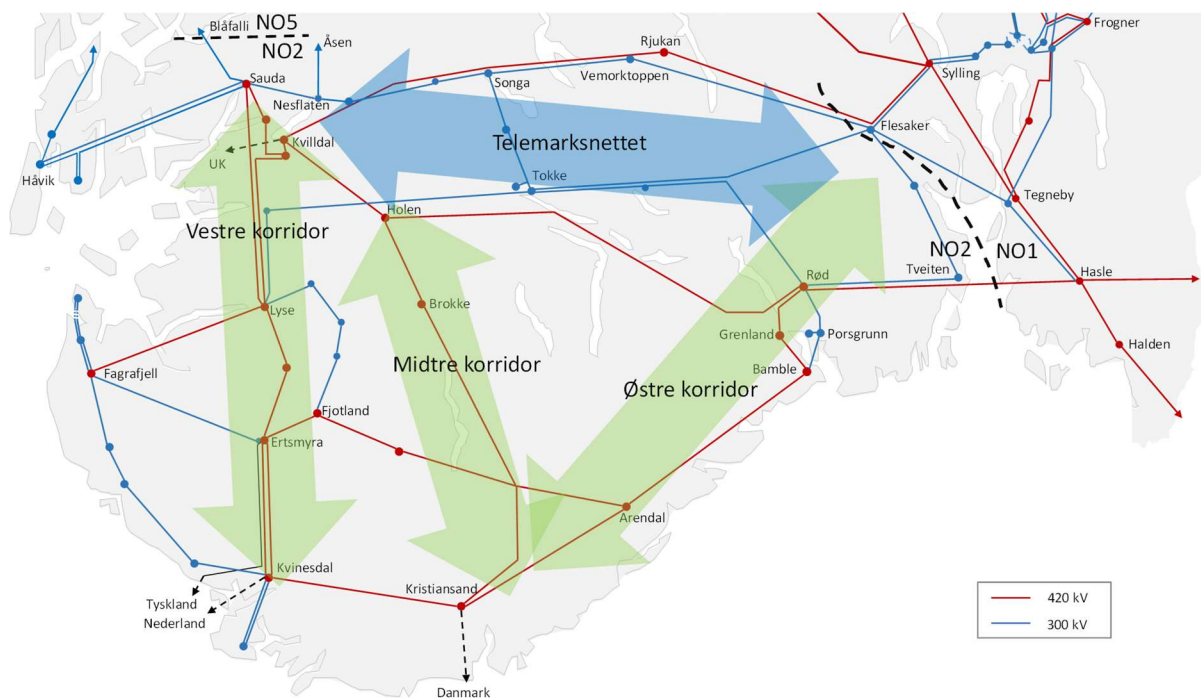 Blåfalli
NO5
NO2
Åsen
Frogner
Rjukan
Sylling
Sauda
Songa
Vemorktoppen
Nesflaten
Kvilldal
Telemarksnettet
Flesaker
UK
Håvik
Tokke
Tegneby
Holen
Vestre korridor
NO2
NO1
Tveiten
Rød
Hasle
Lyse
Brokke
Grenland
Porsgrunn
Halden
Midtre korridor
Bamble
Fagrafjell
Østre korridor
Fjotland
Ertsmyra
Arendal
Kvinesdal
Kristiansand
Tyskland
Nederland
Danmark
420 kV
300 kV